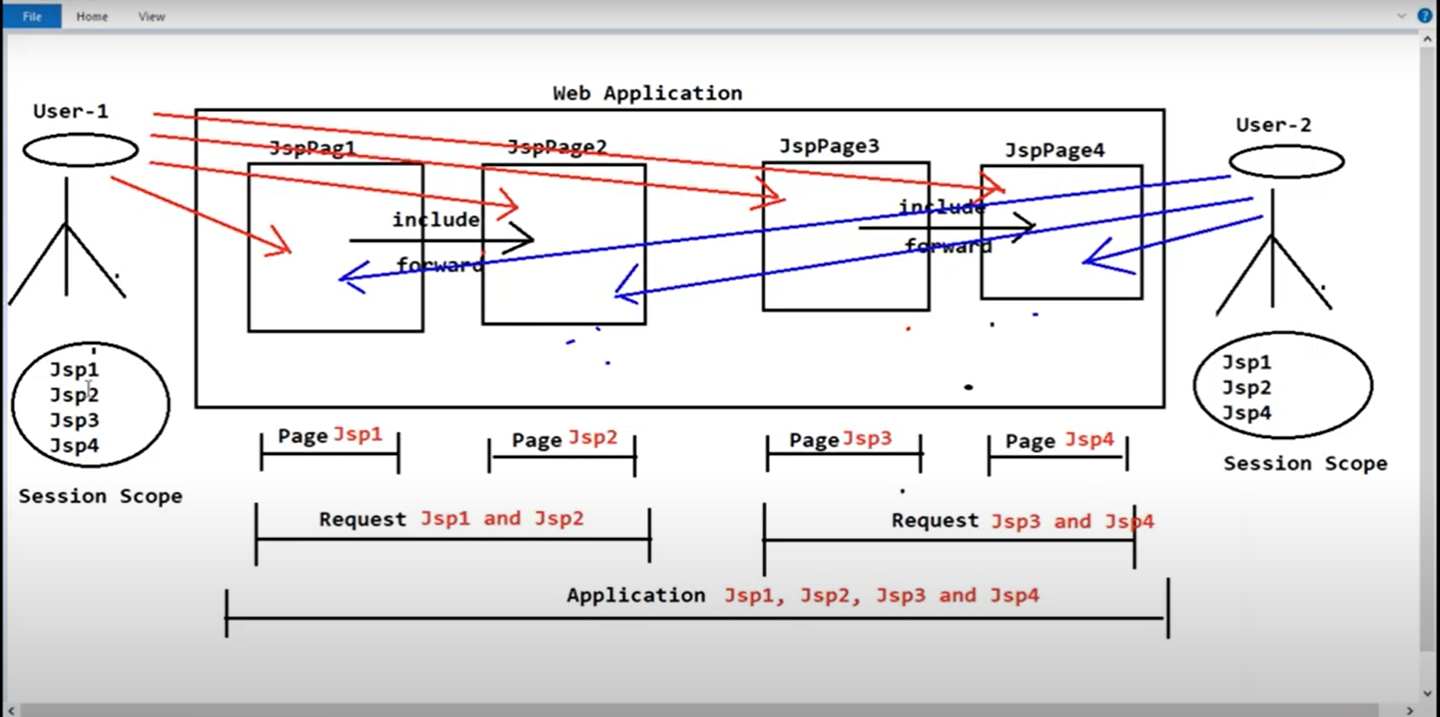 File Home View
Web Application
User-1
User-2
JspPag1
JspPage2
JspPage3
JspPage4
include
forward
include
forward
Jsp1
Jsp2
Jsp3
Jsp4
Session Scope
Jsp1
Jsp2
Jsp4
Session Scope
Page Jsp1
Page Jsp2
Page Jsp3
Page Jsp4
Request Jsp1 and Jsp2
Request Jsp3 and Jsp4
Application Jsp1, Jsp2, Jsp3 and Jsp4